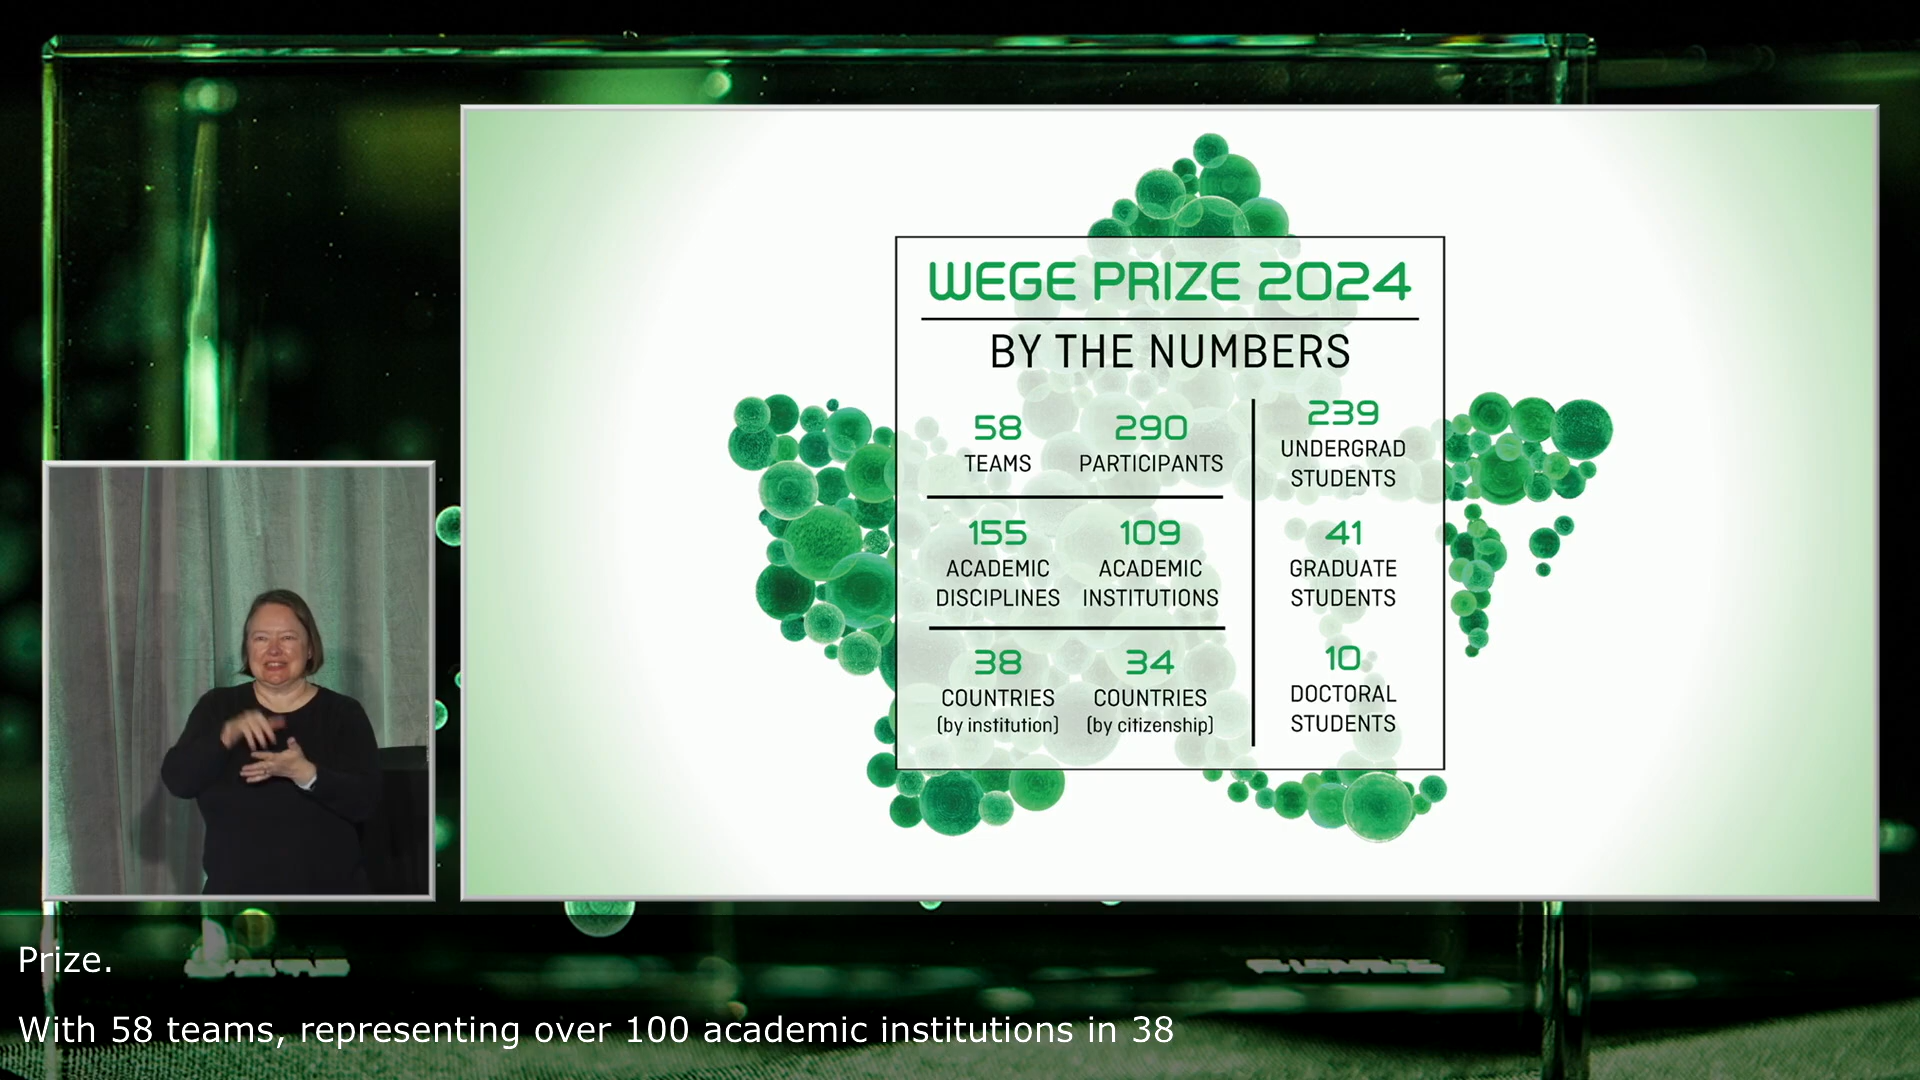 WEGE PRIZE 2024
BY THE NUMBERS
58
TEAMS
290
PARTICIPANTS
155
ACADEMIC
DISCIPLINES
109
ACADEMIC
INSTITUTIONS
38
COUNTRIES
(by institution)
34
COUNTRIES
(by citizenship)
239
UNDERGRAD
STUDENTS
41
GRADUATE
STUDENTS
10
DOCTORAL
STUDENTS
Prize.
With 58 teams, representing over 100 academic institutions in 38